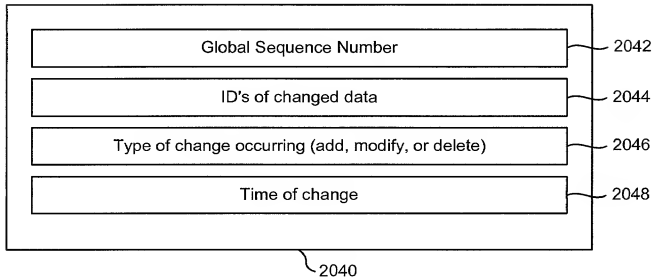 Global Sequence Number 2042
ID's of changed data 2044
Type of change occurring (add, modify, or delete) 2046
Time of change 2048
2040